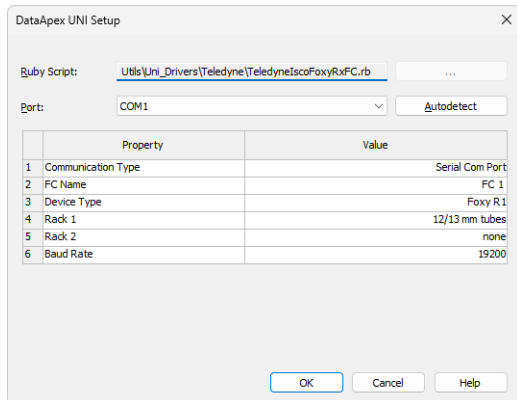 DataApex UNI Setup
Ruby Script: Utils\Uni_Drivers\Teledyne\TeledyneIscoFoxyRxFC.rb ...
Port: COM1 Autodetect
Property Value
1 Communication Type Serial Com Port
2 FC Name FC 1
3 Device Type Foxy R1
4 Rack 1 12/13 mm tubes
5 Rack 2 none
6 Baud Rate 19200
OK Cancel Help